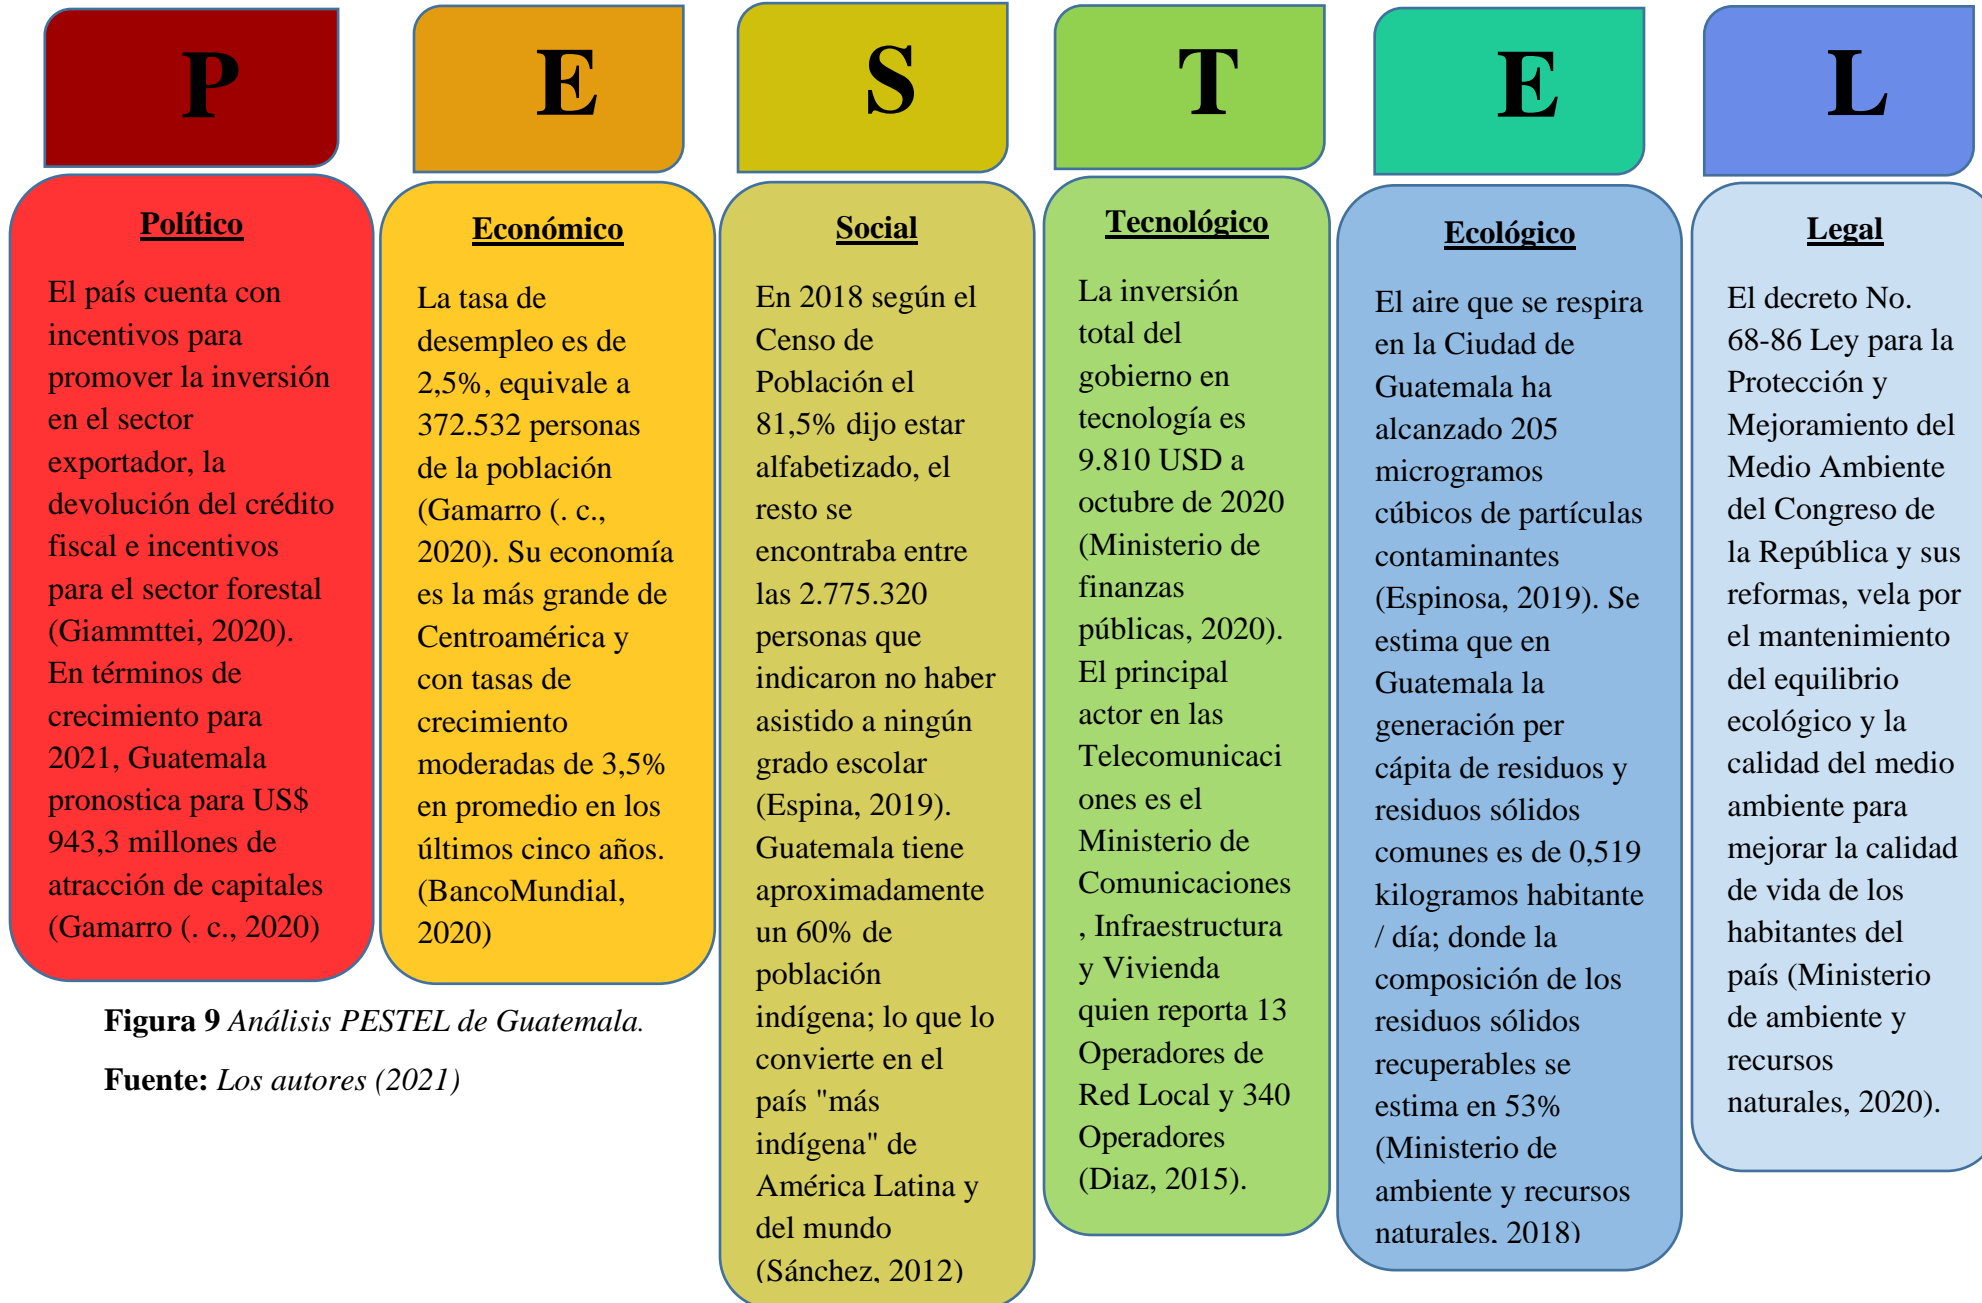 P
E
S
T
E
L
Político
El país cuenta con
incentivos para
promover la inversión
en el sector
exportador, la
devolución del crédito
fiscal e incentivos
para el sector forestal
(Giammttei, 2020).
En términos de
crecimiento para
2021, Guatemala
pronostica para US$
943,3 millones de
atracción de capitales
(Gamarro (. c., 2020)
Económico
La tasa de
desempleo es de
2,5%, equivale a
372.532 personas
de la población
(Gamarro (. c.,
2020). Su economía
es la más grande de
Centroamérica y
con tasas de
crecimiento
moderadas de 3,5%
en promedio en los
últimos cinco años.
(BancoMundial,
2020)
Social
En 2018 según el
Censo de
Población el
81,5% dijo estar
alfabetizado, el
resto se
encontraba entre
las 2.775.320
personas que
indicaron no haber
asistido a ningún
grado escolar
(Espina, 2019).
Guatemala tiene
aproximadamente
un 60% de
población
indígena; lo que lo
convierte en el
país "más
indígena" de
América Latina y
del mundo
(Sánchez, 2012)
Tecnológico
La inversión
total del
gobierno en
tecnología es
9.810 USD a
octubre de 2020
(Ministerio de
finanzas
públicas, 2020).
El principal
actor en las
Telecomunicaci
ones es el
Ministerio de
Comunicaciones
, Infraestructura
y Vivienda
quien reporta 13
Operadores de
Red Local y 340
Operadores
(Diaz, 2015).
Ecológico
El aire que se respira
en la Ciudad de
Guatemala ha
alcanzado 205
microgramos
cúbicos de partículas
contaminantes
(Espinosa, 2019). Se
estima que en
Guatemala la
generación per
cápita de residuos y
residuos sólidos
comunes es de 0,519
kilogramos habitante
/ día; donde la
composición de los
residuos sólidos
recuperables se
estima en 53%
(Ministerio de
ambiente y recursos
naturales, 2018)
Legal
El decreto No.
68-86 Ley para la
Protección y
Mejoramiento del
Medio Ambiente
del Congreso de
la República y sus
reformas, vela por
el mantenimiento
del equilibrio
ecológico y la
calidad del medio
ambiente para
mejorar la calidad
de vida de los
habitantes del
país (Ministerio
de ambiente y
recursos
naturales, 2020).
Figura 9 Análisis PESTEL de Guatemala.
Fuente: Los autores (2021)